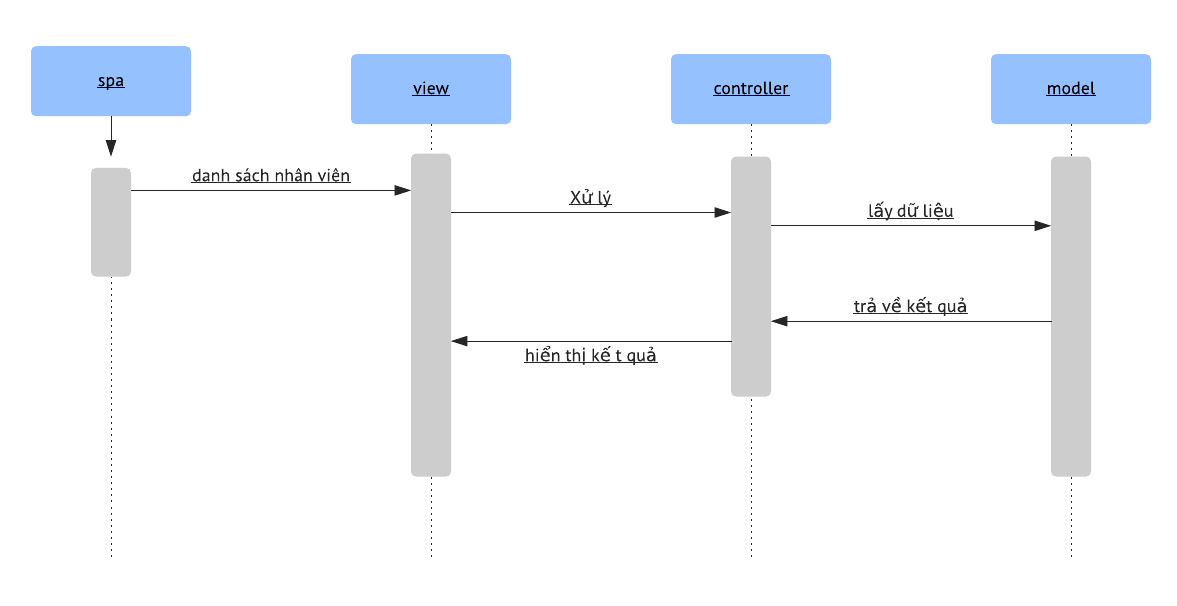 spa
view
controller
model
danh sách nhân viên
Xử lý
lấy dữ liệu
trả về kết quả
hiển thị kế t quả